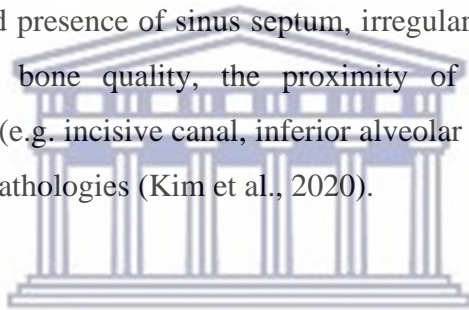 presence of sinus septum, irregular
bone quality, the proximity of
(e.g. incisive canal, inferior alveolar
athologies (Kim et al., 2020).